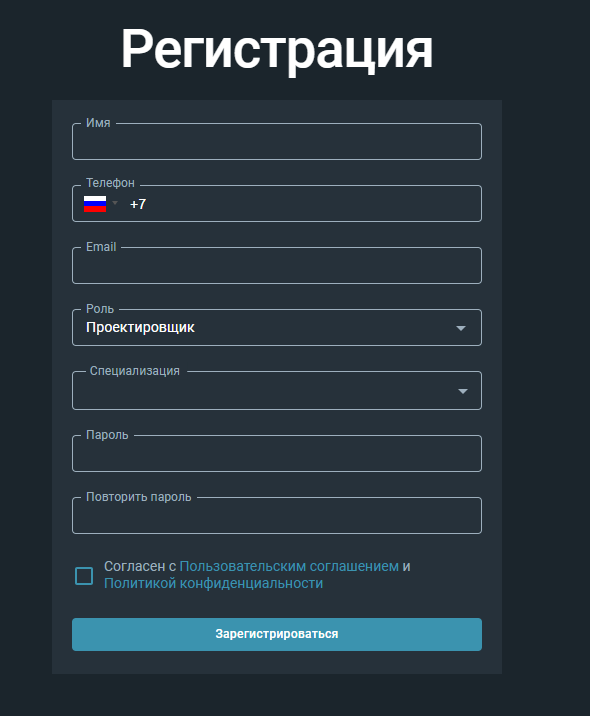 Регистрация
Имя
Телефон
+7
Email
Роль
Проектировщик
Специализация
Пароль
Повторить пароль
Согласен с Пользовательским соглашением и
Политикой конфиденциальности
Зарегистрироваться